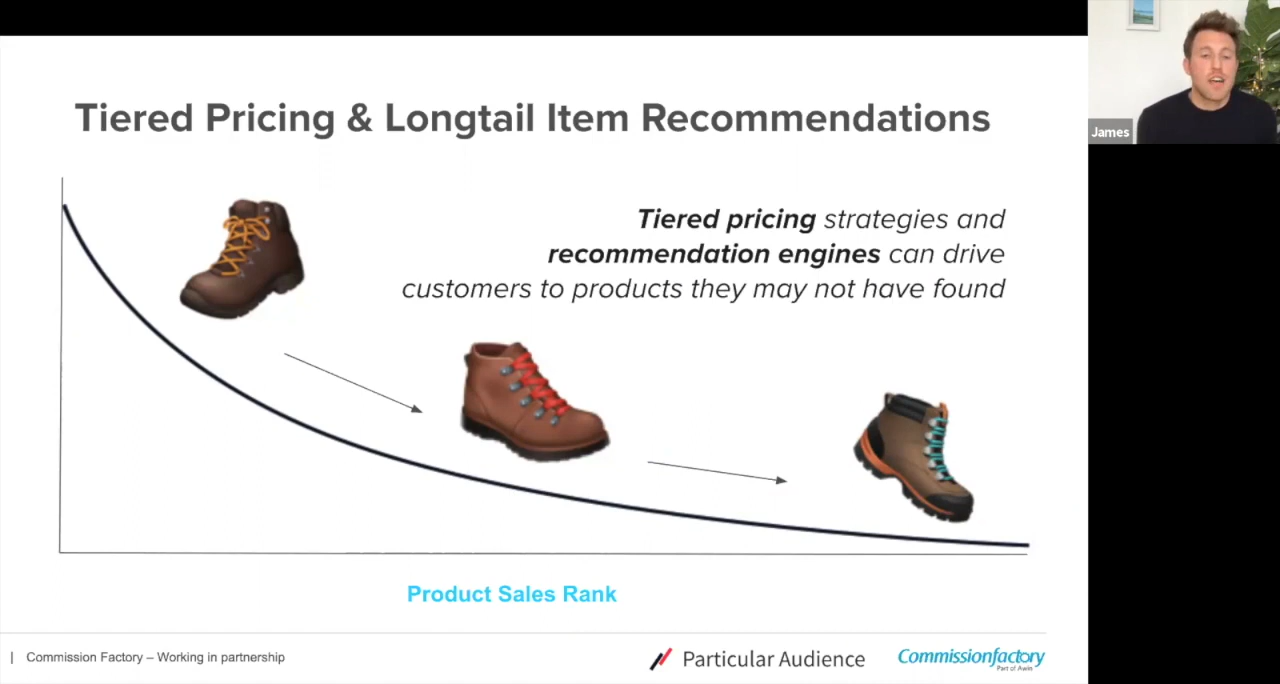 Tiered Pricing & Longtail Item Recommendations
James
Tiered pricing strategies and
recommendation engines can drive
customers to products they may not have found
Product Sales Rank
| Commission Factory – Working in partnership
Particular Audience
Commissionfactory
Part of Awin